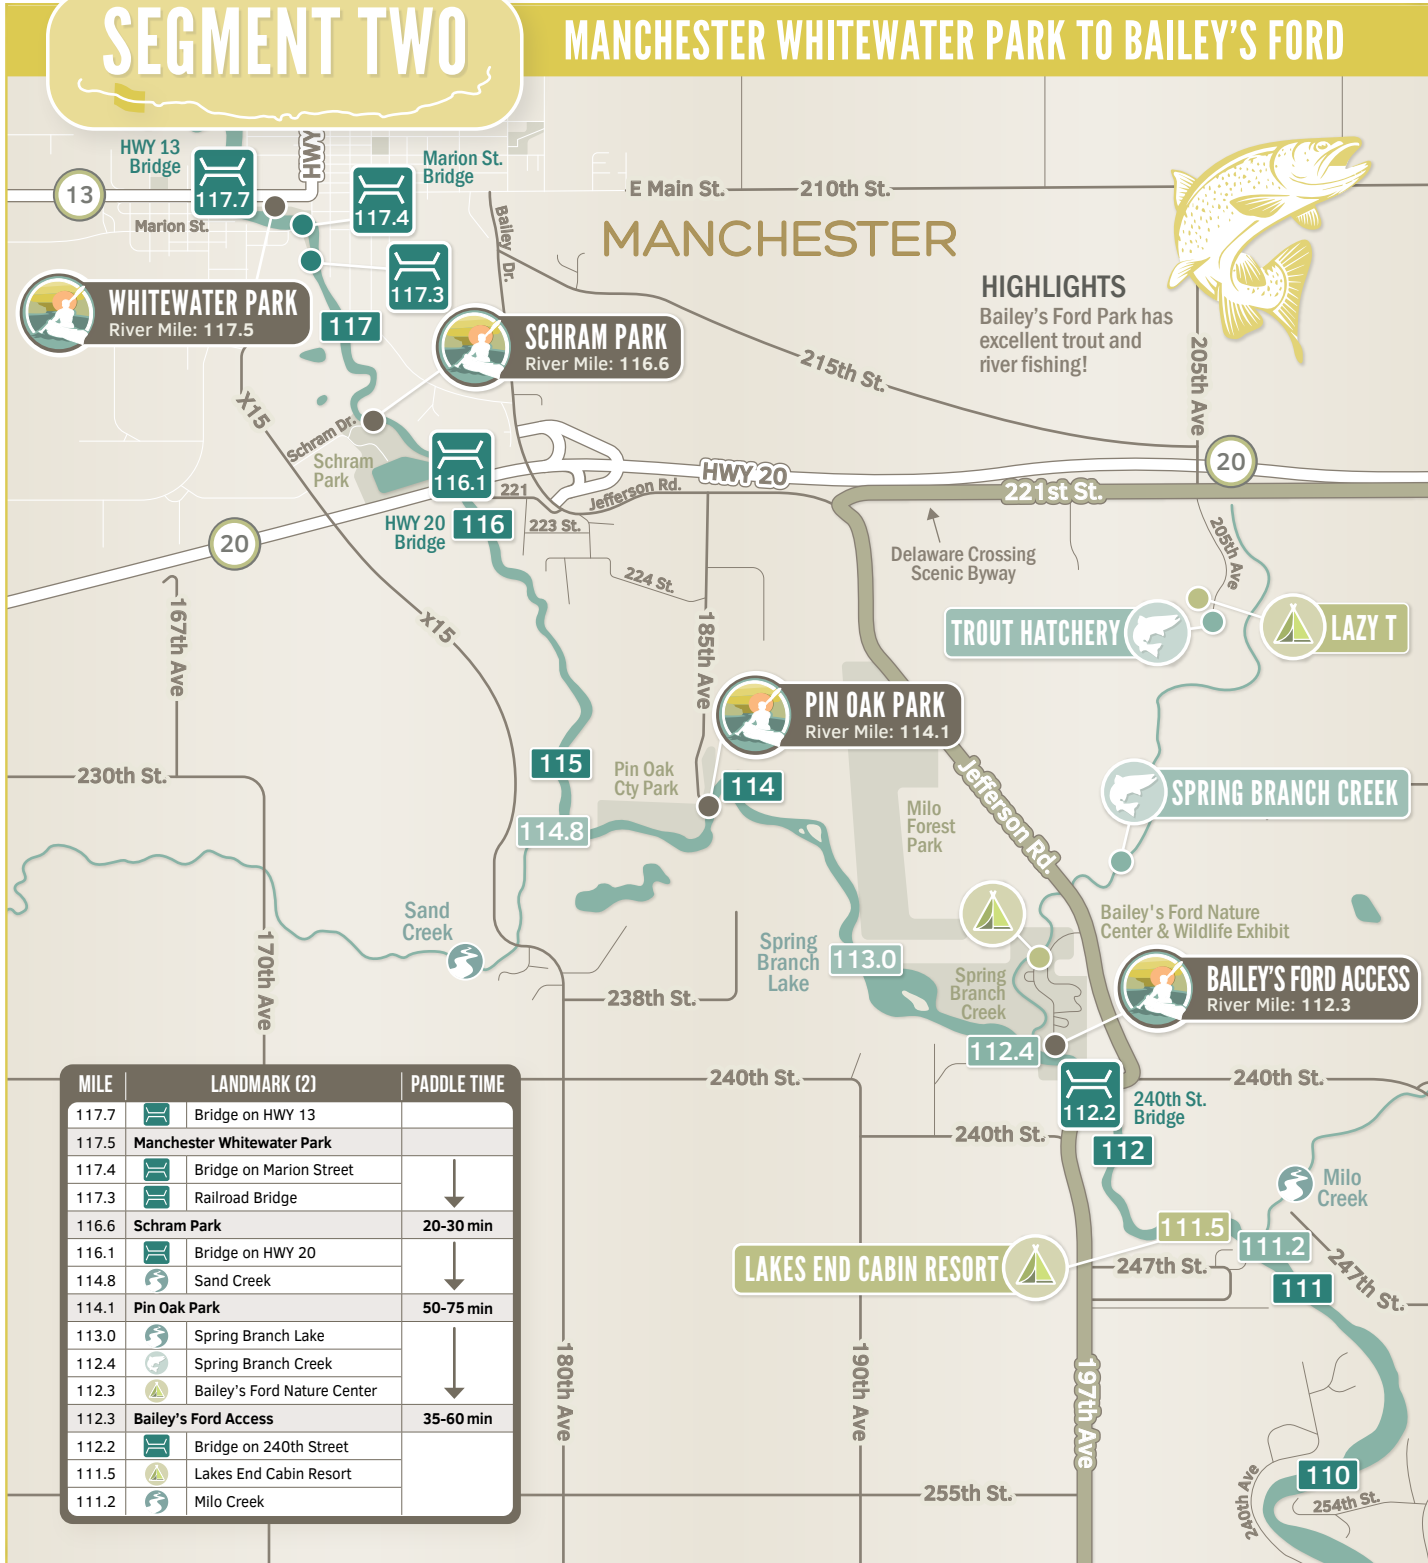 SEGMENT TWO
MANCHESTER WHITEWATER PARK TO BAILEY'S FORD
HWY 13
Bridge
117.7
HWY
13
Marion St.
Marion St.
Bridge
117.4
117.3
Bailey Dr.
E Main St.
210th St.
MANCHESTER
HIGHLIGHTS
Bailey's Ford Park has
excellent trout and
river fishing!
205th Ave
WHITEWATER PARK
River Mile: 117.5
117
SCHRAM PARK
River Mile: 116.6
215th St.
X15
Schram Dr.
Schram
Park
116.1
HWY 20
20
221st St.
221
Jefferson Rd.
HWY 20
Bridge
116
223 St.
20
224 St.
Delaware Crossing
Scenic Byway
205th Ave
167th Ave
X15
185th Ave
TROUT HATCHERY
LAZY T
PIN OAK PARK
River Mile: 114.1
230th St.
115
Pin Oak
Cty Park
114
114.8
Milo
Forest
Park
Jefferson Rd.
SPRING BRANCH CREEK
Sand
Creek
170th Ave
Spring
Branch
Lake
113.0
Spring
Branch
Creek
Bailey's Ford Nature
Center & Wildlife Exhibit
BAILEY'S FORD ACCESS
River Mile: 112.3
238th St.
112.4
240th St.
112.2
240th St.
240th St.
Bridge
240th St.
112
Milo
Creek
111.5
111.2
LAKES END CABIN RESORT
247th St.
247th St.
111
180th Ave
190th Ave
197th Ave
110
240th Ave
254th St.
255th St.
MILE LANDMARK (2) PADDLE TIME
117.7 Bridge on HWY 13
117.5 Manchester Whitewater Park
117.4 Bridge on Marion Street
117.3 Railroad Bridge
116.6 Schram Park 20-30 min
116.1 Bridge on HWY 20
114.8 Sand Creek
114.1 Pin Oak Park 50-75 min
113.0 Spring Branch Lake
112.4 Spring Branch Creek
112.3 Bailey's Ford Nature Center
112.3 Bailey's Ford Access 35-60 min
112.2 Bridge on 240th Street
111.5 Lakes End Cabin Resort
111.2 Milo Creek